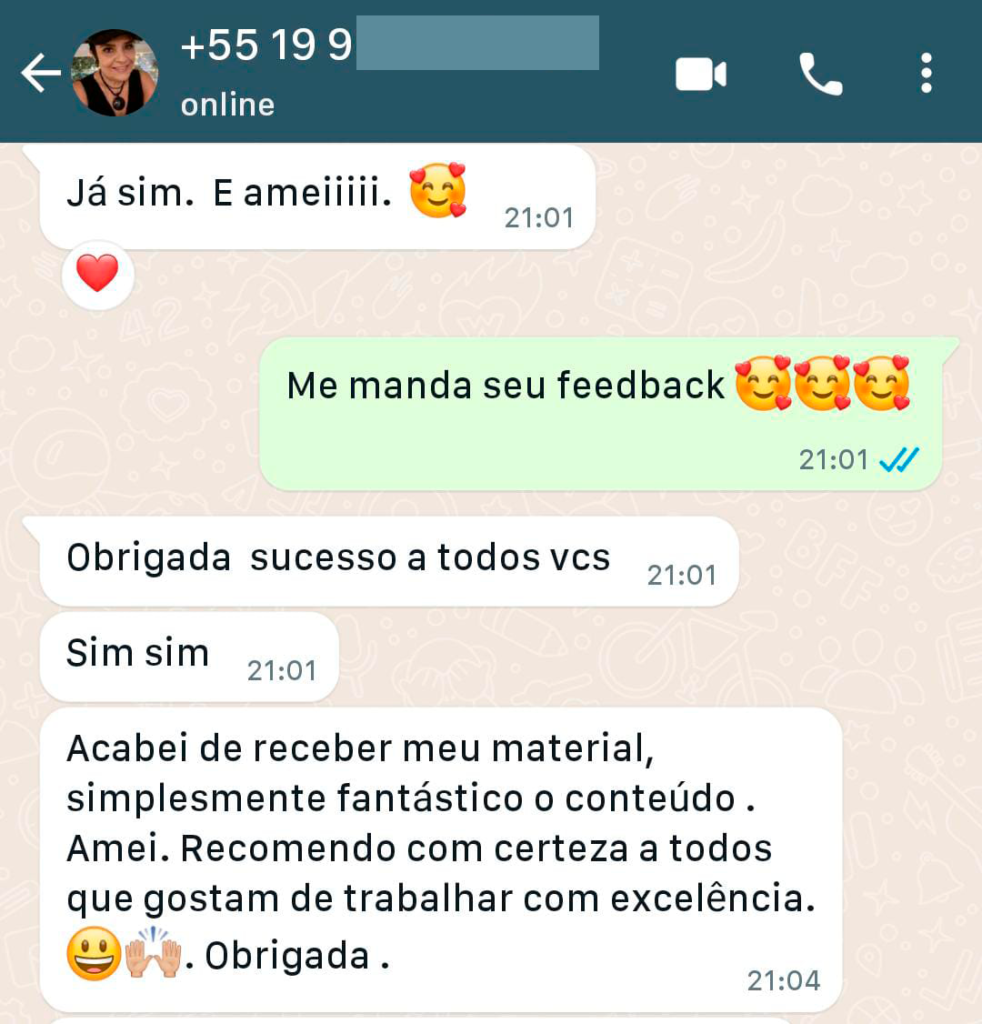 +55 19 9
online
Já sim. E ameiiiii. 🥰
21:01
Me manda seu feedback 🥰🥰🥰
21:01
Obrigada sucesso a todos vcs
21:01
Sim sim
21:01
Acabei de receber meu material,
simplesmente fantástico o conteúdo .
Amei. Recomendo com certeza a todos
que gostam de trabalhar com excelência.
😃🙌🏼. Obrigada .
21:04